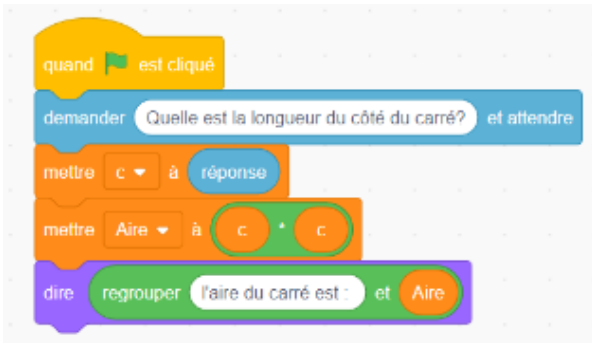 quand est cliqué
demander Quelle est la longueur du côté du carré? et attendre
mettre c à réponse
mettre Aire à c * c
dire regrouper l'aire du carré est : et Aire